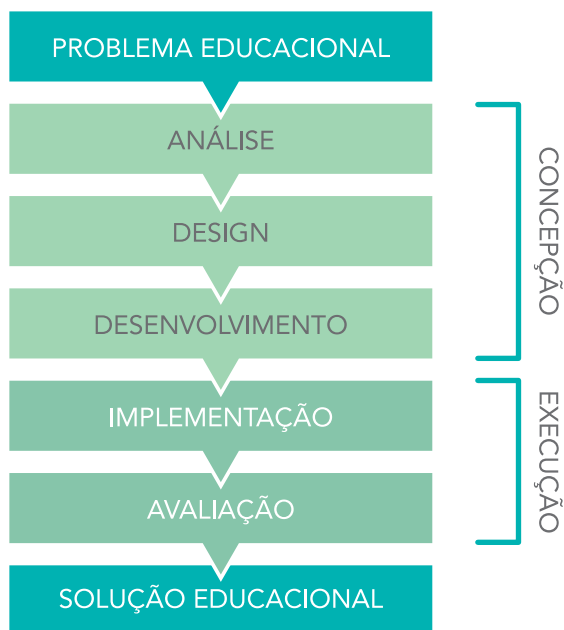 PROBLEMA EDUCACIONAL
ANÁLISE
DESIGN
DESENVOLVIMENTO
CONCEPÇÃO
IMPLEMENTAÇÃO
AVALIAÇÃO
EXECUÇÃO
SOLUÇÃO EDUCACIONAL